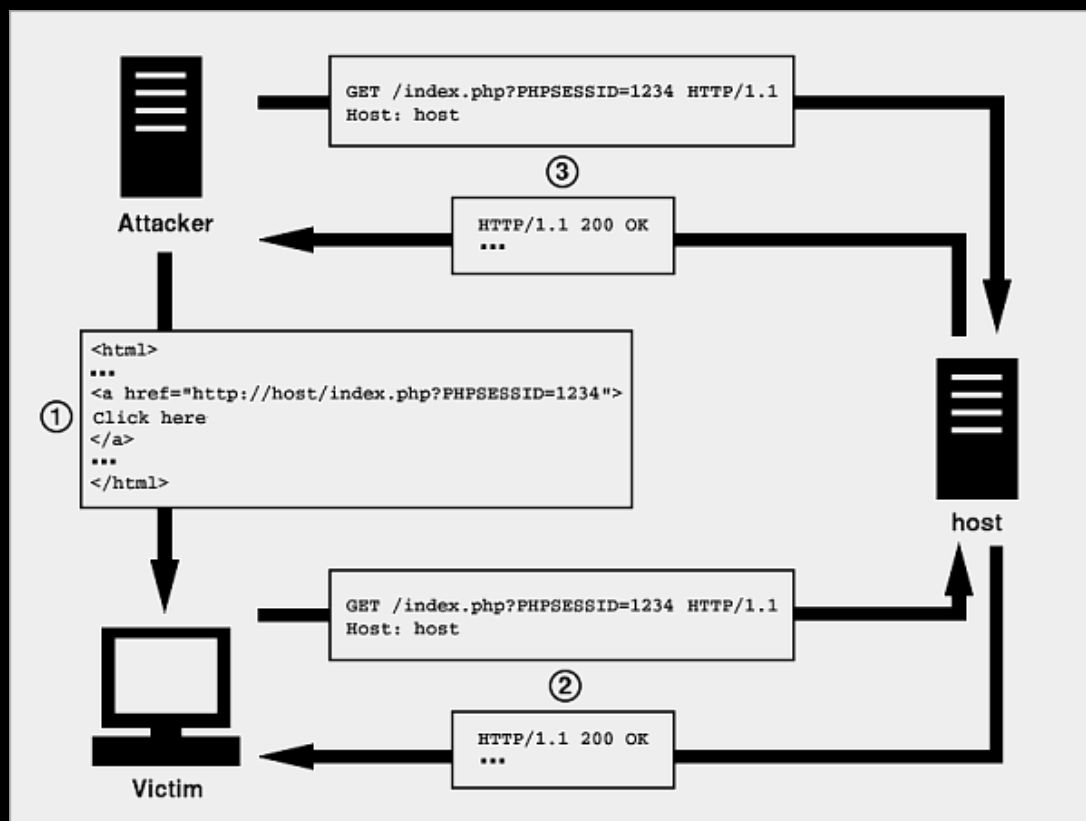 GET /index.php?PHPSESSID=1234 HTTP/1.1
Host: host
③
Attacker
HTTP/1.1 200 OK
...
<html>
...
<a href="http://host/index.php?PHPSESSID=1234">
①
Click here
</a>
...
</html>
host
GET /index.php?PHPSESSID=1234 HTTP/1.1
Host: host
②
HTTP/1.1 200 OK
...
Victim